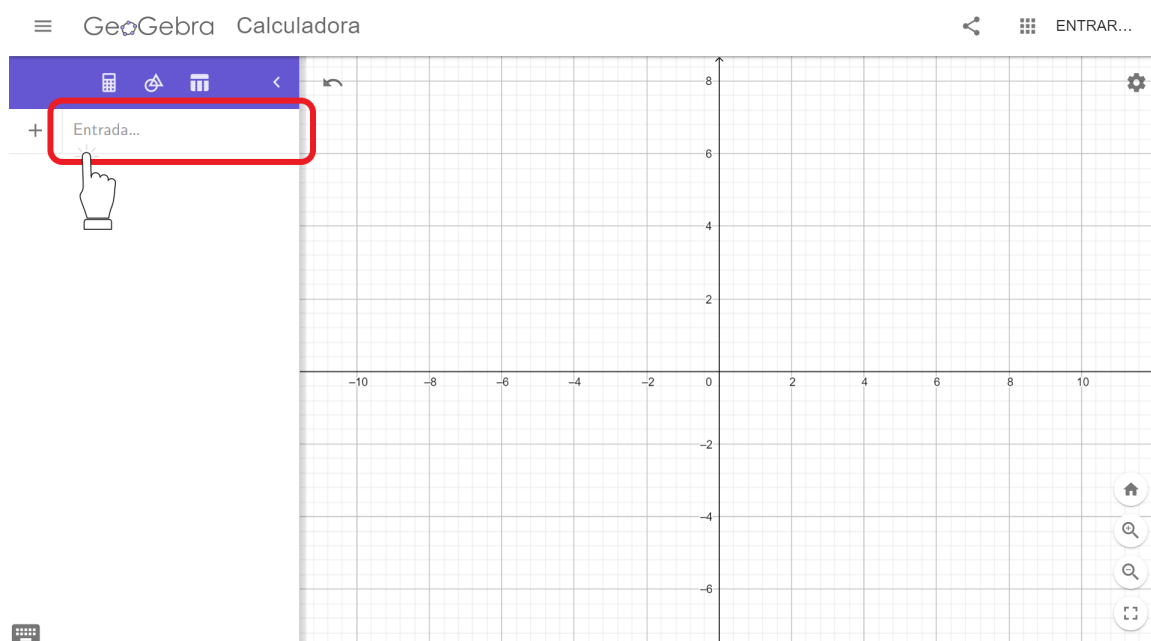 GeoGebra Calculadora ENTRAR...
Entrada...
8
6
4
2
–10 –8 –6 –4 –2 0 2 4 6 8 10
–2
–4
–6